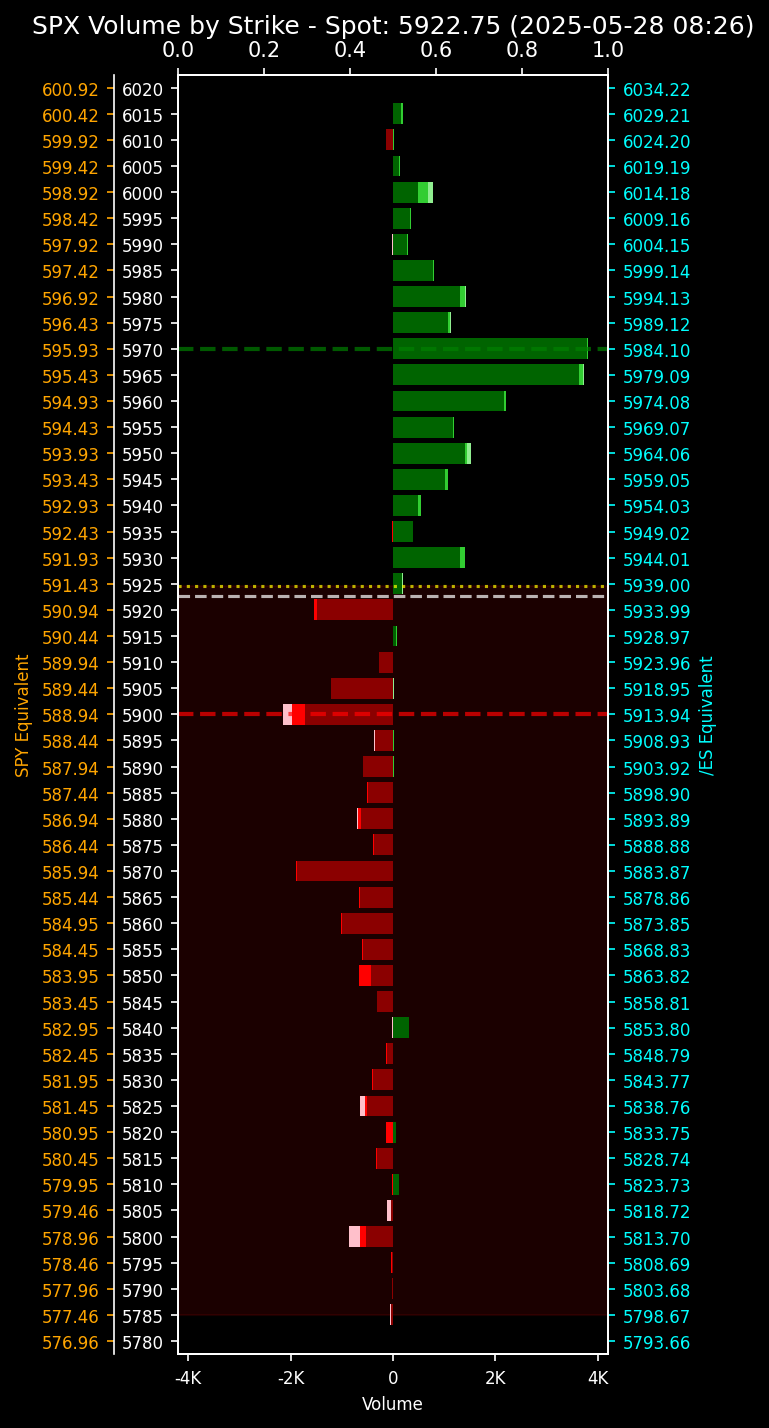 SPX Volume by Strike - Spot: 5922.75 (2025-05-28 08:26)
0.0 0.2 0.4 0.6 0.8 1.0
600.92 6020 6034.22
600.42 6015 6029.21
599.92 6010 6024.20
599.42 6005 6019.19
598.92 6000 6014.18
598.42 5995 6009.16
597.92 5990 6004.15
597.42 5985 5999.14
596.92 5980 5994.13
596.43 5975 5989.12
595.93 5970 5984.10
595.43 5965 5979.09
594.93 5960 5974.08
594.43 5955 5969.07
593.93 5950 5964.06
593.43 5945 5959.05
592.93 5940 5954.03
592.43 5935 5949.02
591.93 5930 5944.01
591.43 5925 5939.00
590.94 5920 5933.99
590.44 5915 5928.97
589.94 5910 5923.96
589.44 5905 5918.95
588.94 5900 5913.94
588.44 5895 5908.93
587.94 5890 5903.92
587.44 5885 5898.90
586.94 5880 5893.89
586.44 5875 5888.88
585.94 5870 5883.87
585.44 5865 5878.86
584.95 5860 5873.85
584.45 5855 5868.83
583.95 5850 5863.82
583.45 5845 5858.81
582.95 5840 5853.80
582.45 5835 5848.79
581.95 5830 5843.77
581.45 5825 5838.76
580.95 5820 5833.75
580.45 5815 5828.74
579.95 5810 5823.73
579.46 5805 5818.72
578.96 5800 5813.70
578.46 5795 5808.69
577.96 5790 5803.68
577.46 5785 5798.67
576.96 5780 5793.66
SPY Equivalent
/ES Equivalent
-4K -2K 0 2K 4K
Volume